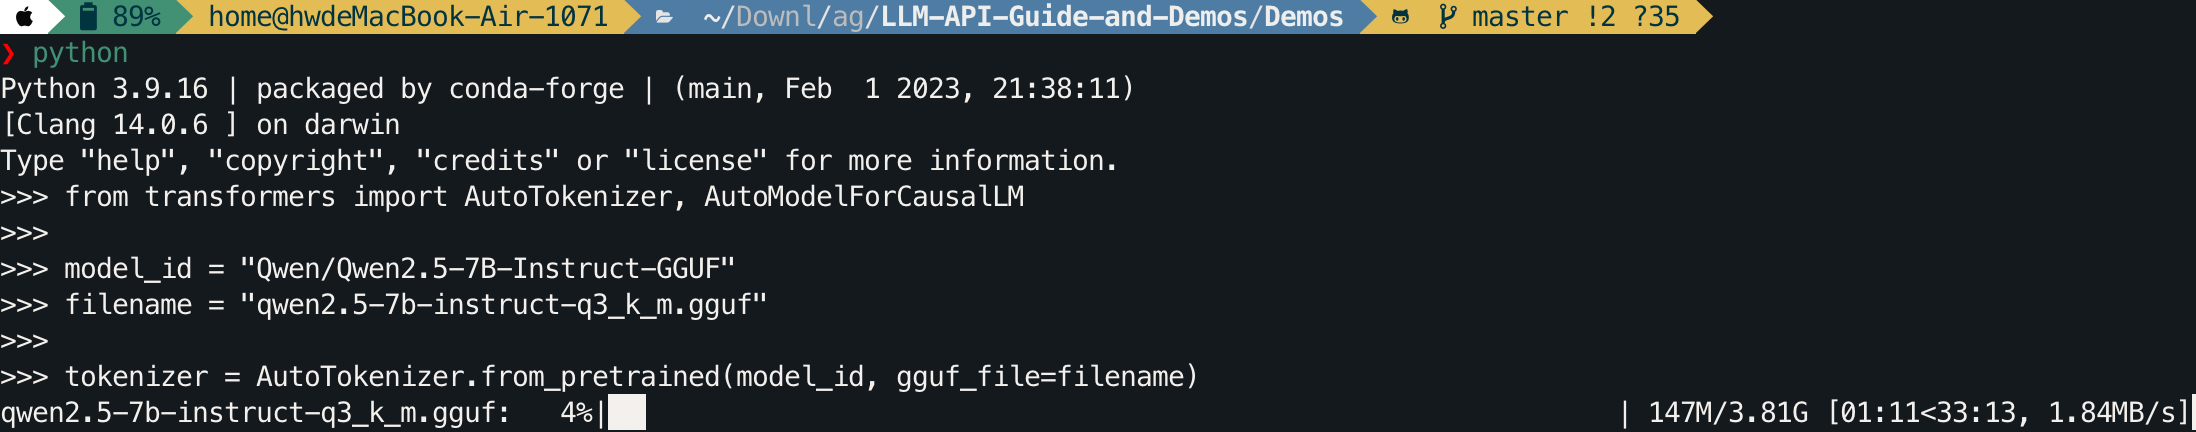 89% home@hwdeMacBook-Air-1071 ~/Downl/ag/LLM-API-Guide-and-Demos/Demos master !2 ?35
❯ python
Python 3.9.16 | packaged by conda-forge | (main, Feb  1 2023, 21:38:11)
[Clang 14.0.6 ] on darwin
Type "help", "copyright", "credits" or "license" for more information.
>>> from transformers import AutoTokenizer, AutoModelForCausalLM
>>>
>>> model_id = "Qwen/Qwen2.5-7B-Instruct-GGUF"
>>> filename = "qwen2.5-7b-instruct-q3_k_m.gguf"
>>>
>>> tokenizer = AutoTokenizer.from_pretrained(model_id, gguf_file=filename)
qwen2.5-7b-instruct-q3_k_m.gguf:   4%| | 147M/3.81G [01:11<33:13, 1.84MB/s]